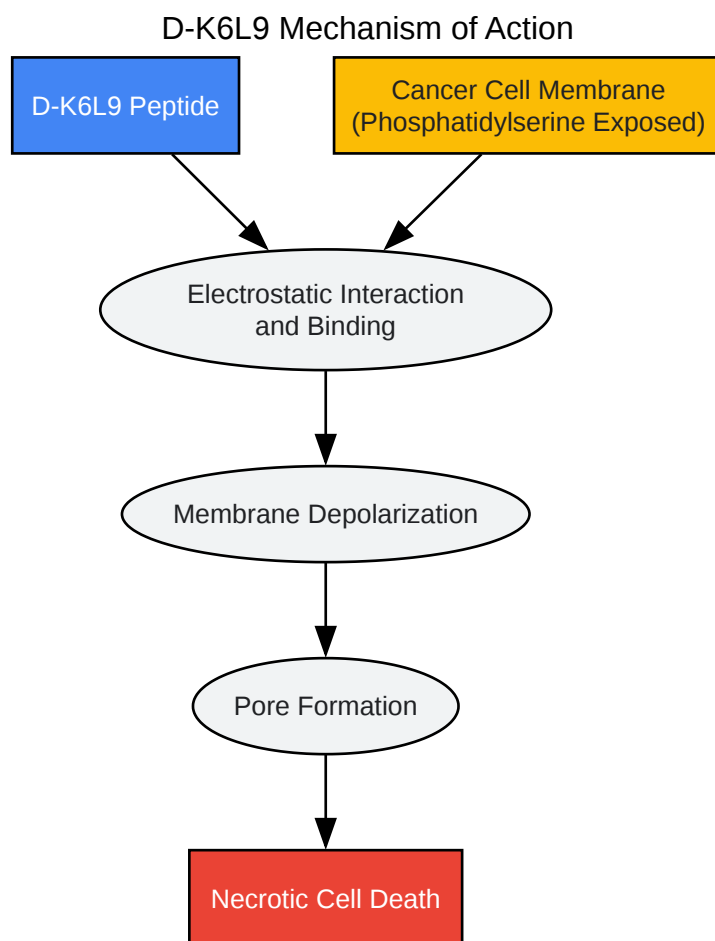 D-K6L9 Mechanism of Action
D-K6L9 Peptide
Cancer Cell Membrane
(Phosphatidylserine Exposed)
Electrostatic Interaction
and Binding
Membrane Depolarization
Pore Formation
Necrotic Cell Death